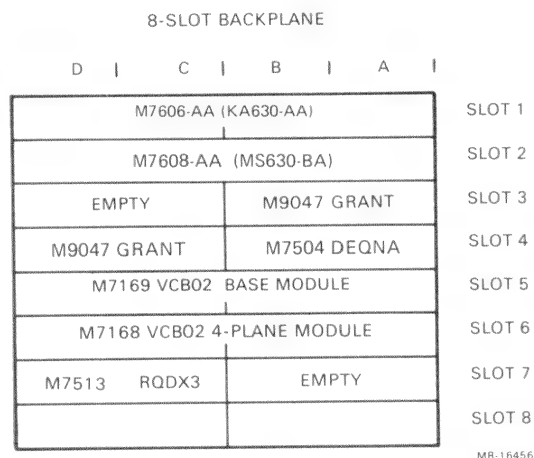 8-SLOT BACKPLANE
D | C | B | A |
M7606-AA (KA630-AA) SLOT 1
M7608-AA (MS630-BA) SLOT 2
EMPTY M9047 GRANT SLOT 3
M9047 GRANT M7504 DEQNA SLOT 4
M7169 VCB02 BASE MODULE SLOT 5
M7168 VCB02 4-PLANE MODULE SLOT 6
M7513 RQDX3 EMPTY SLOT 7
SLOT 8
MR-16456